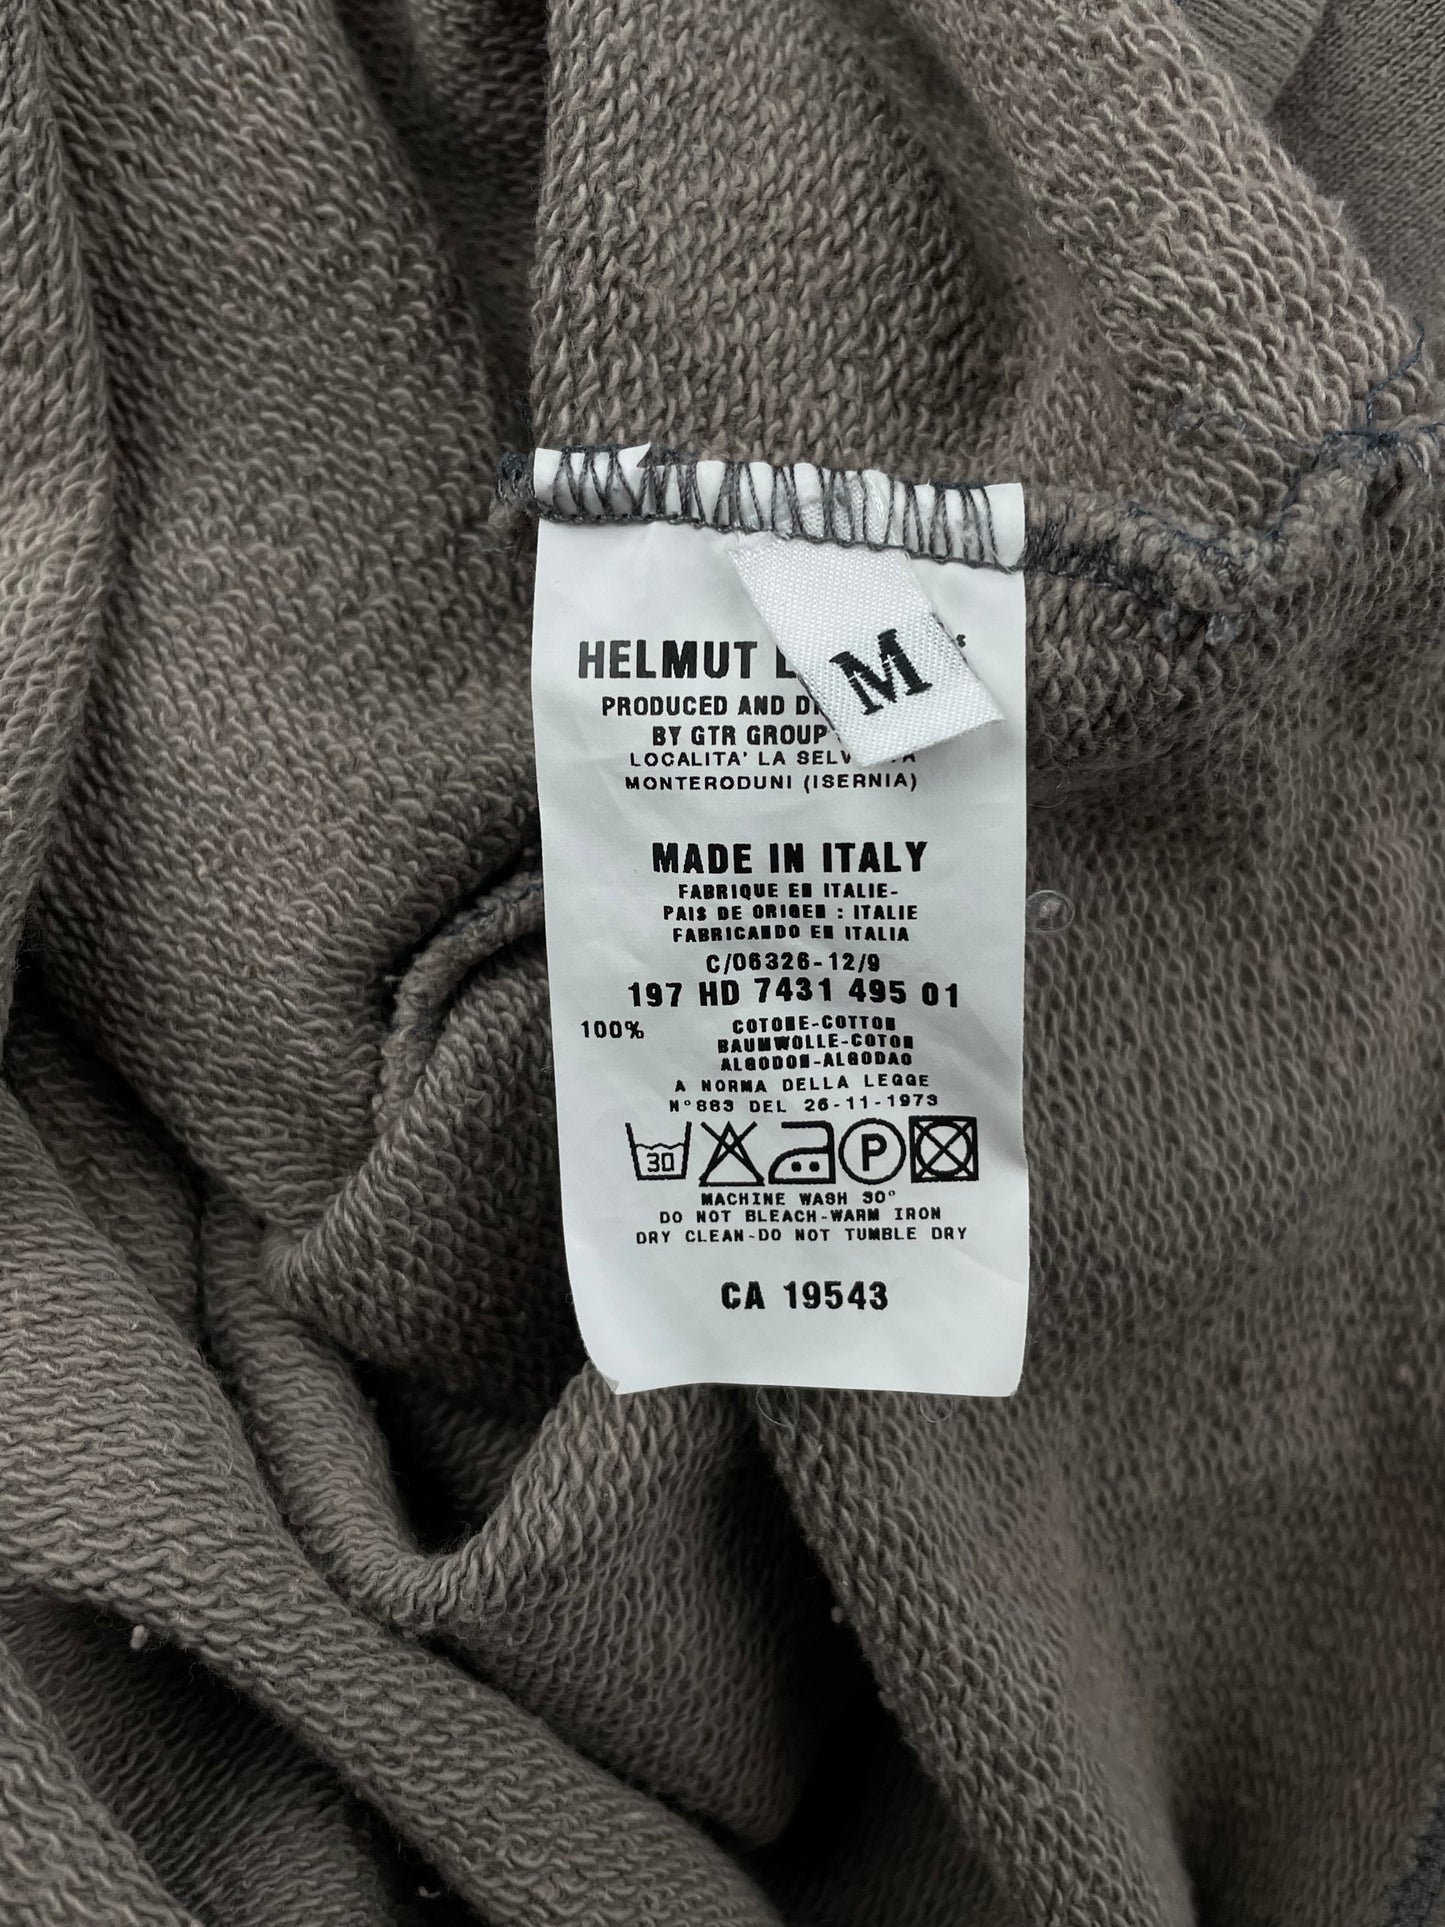 HELMUT
M
PRODUCED AND
BY GTR GROUP
LOCALITA' LA
MONTERODUNI (ISERNIA)
MADE IN ITALY
FABRIQUE EN ITALIE-
PAIS DE ORIGEN : ITALIE
FABRICANDO EN ITALIA
C/06326-12/9
197 HD 7431 495 01
100% COTONE-COTTON
BAUMWOLLE-COTON
ALGODON-ALGODAO
A NORMA DELLA LEGGE
N°883 DEL 26-11-1973
30 P
MACHINE WASH 30°
DO NOT BLEACH-WARM IRON
DRY CLEAN-DO NOT TUMBLE DRY
CA 19543